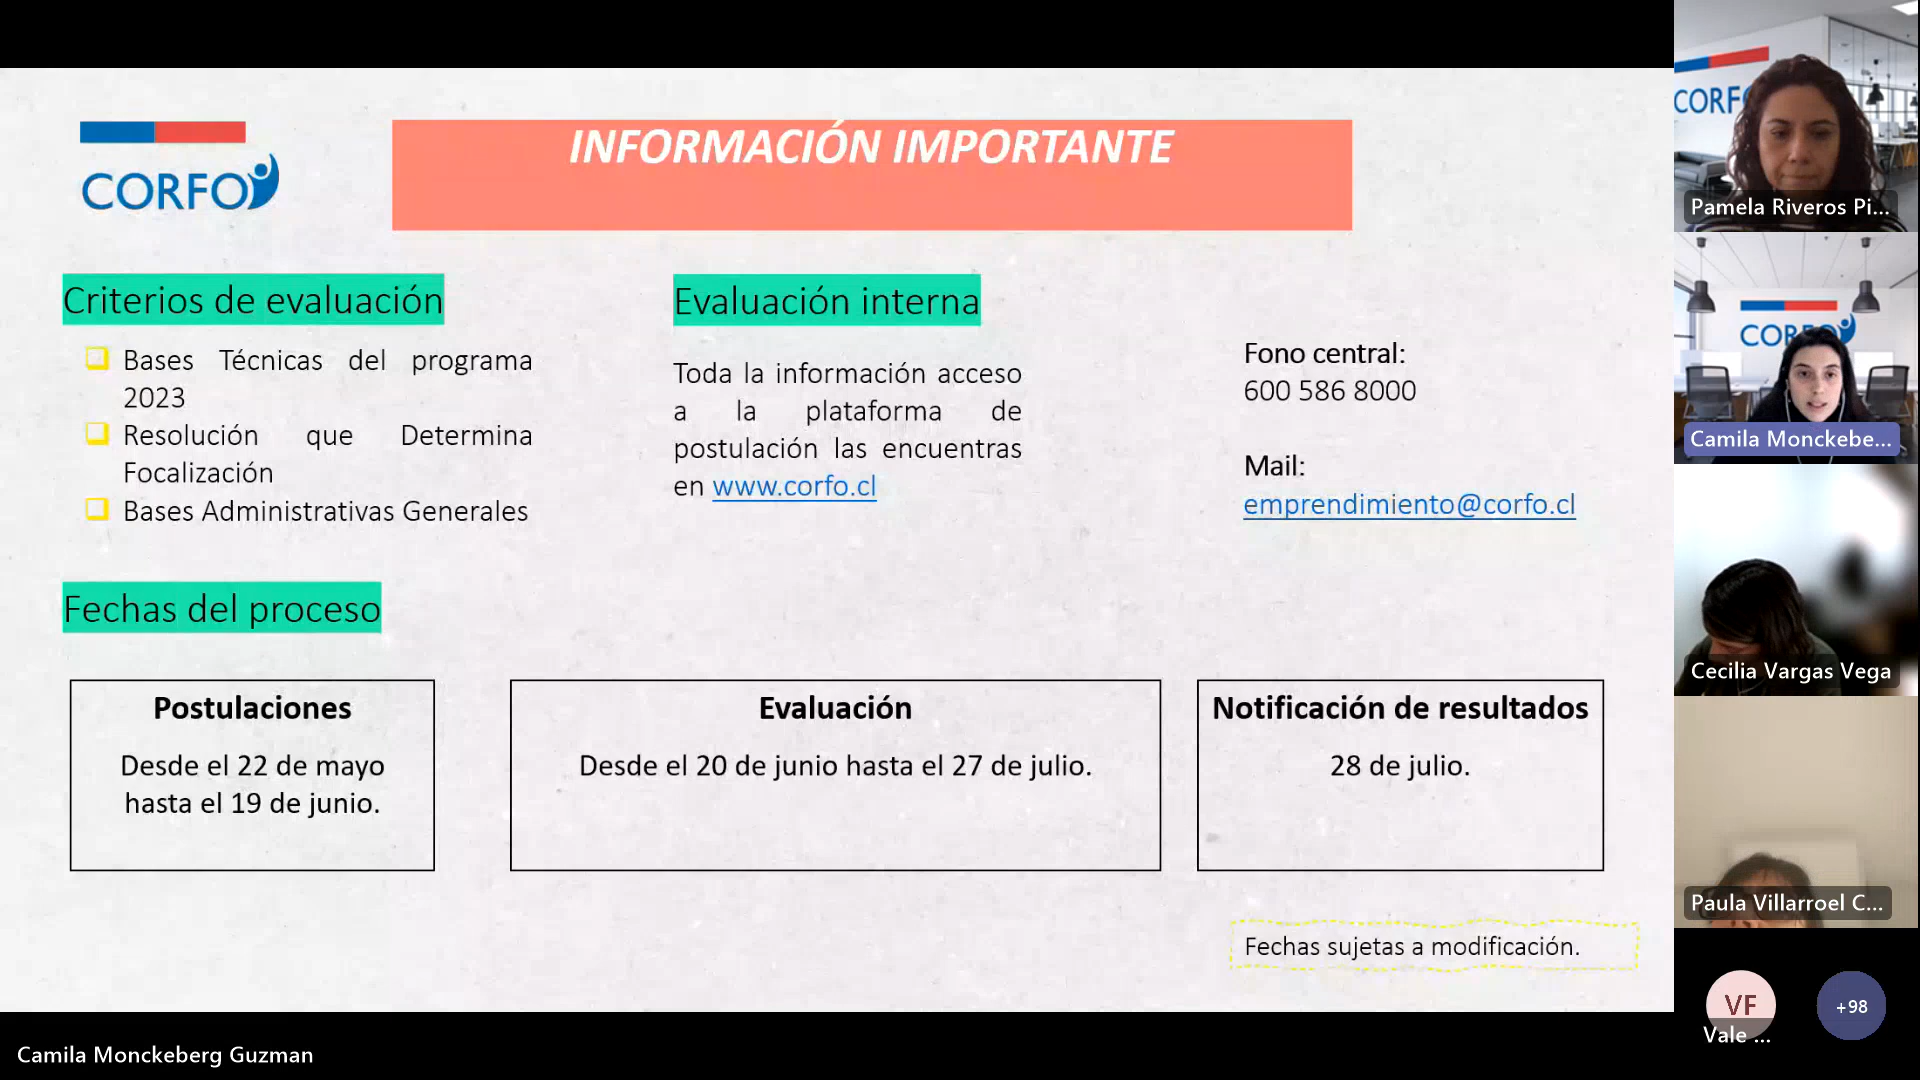 CORFO
INFORMACIÓN IMPORTANTE
Criterios de evaluación
Bases Técnicas del programa
2023
Resolución que Determina
Focalización
Bases Administrativas Generales
Evaluación interna
Toda la información acceso
a la plataforma de
postulación las encuentras
en www.corfo.cl
Fono central:
600 586 8000
Mail:
emprendimiento@corfo.cl
Fechas del proceso
Postulaciones
Desde el 22 de mayo
hasta el 19 de junio.
Evaluación
Desde el 20 de junio hasta el 27 de julio.
Notificación de resultados
28 de julio.
Fechas sujetas a modificación.
Camila Monckeberg Guzman
CORFO
Pamela Riveros Pi...
CORFO
Camila Monckebe...
Cecilia Vargas Vega
Paula Villarroel C...
VF
Vale ...
+98